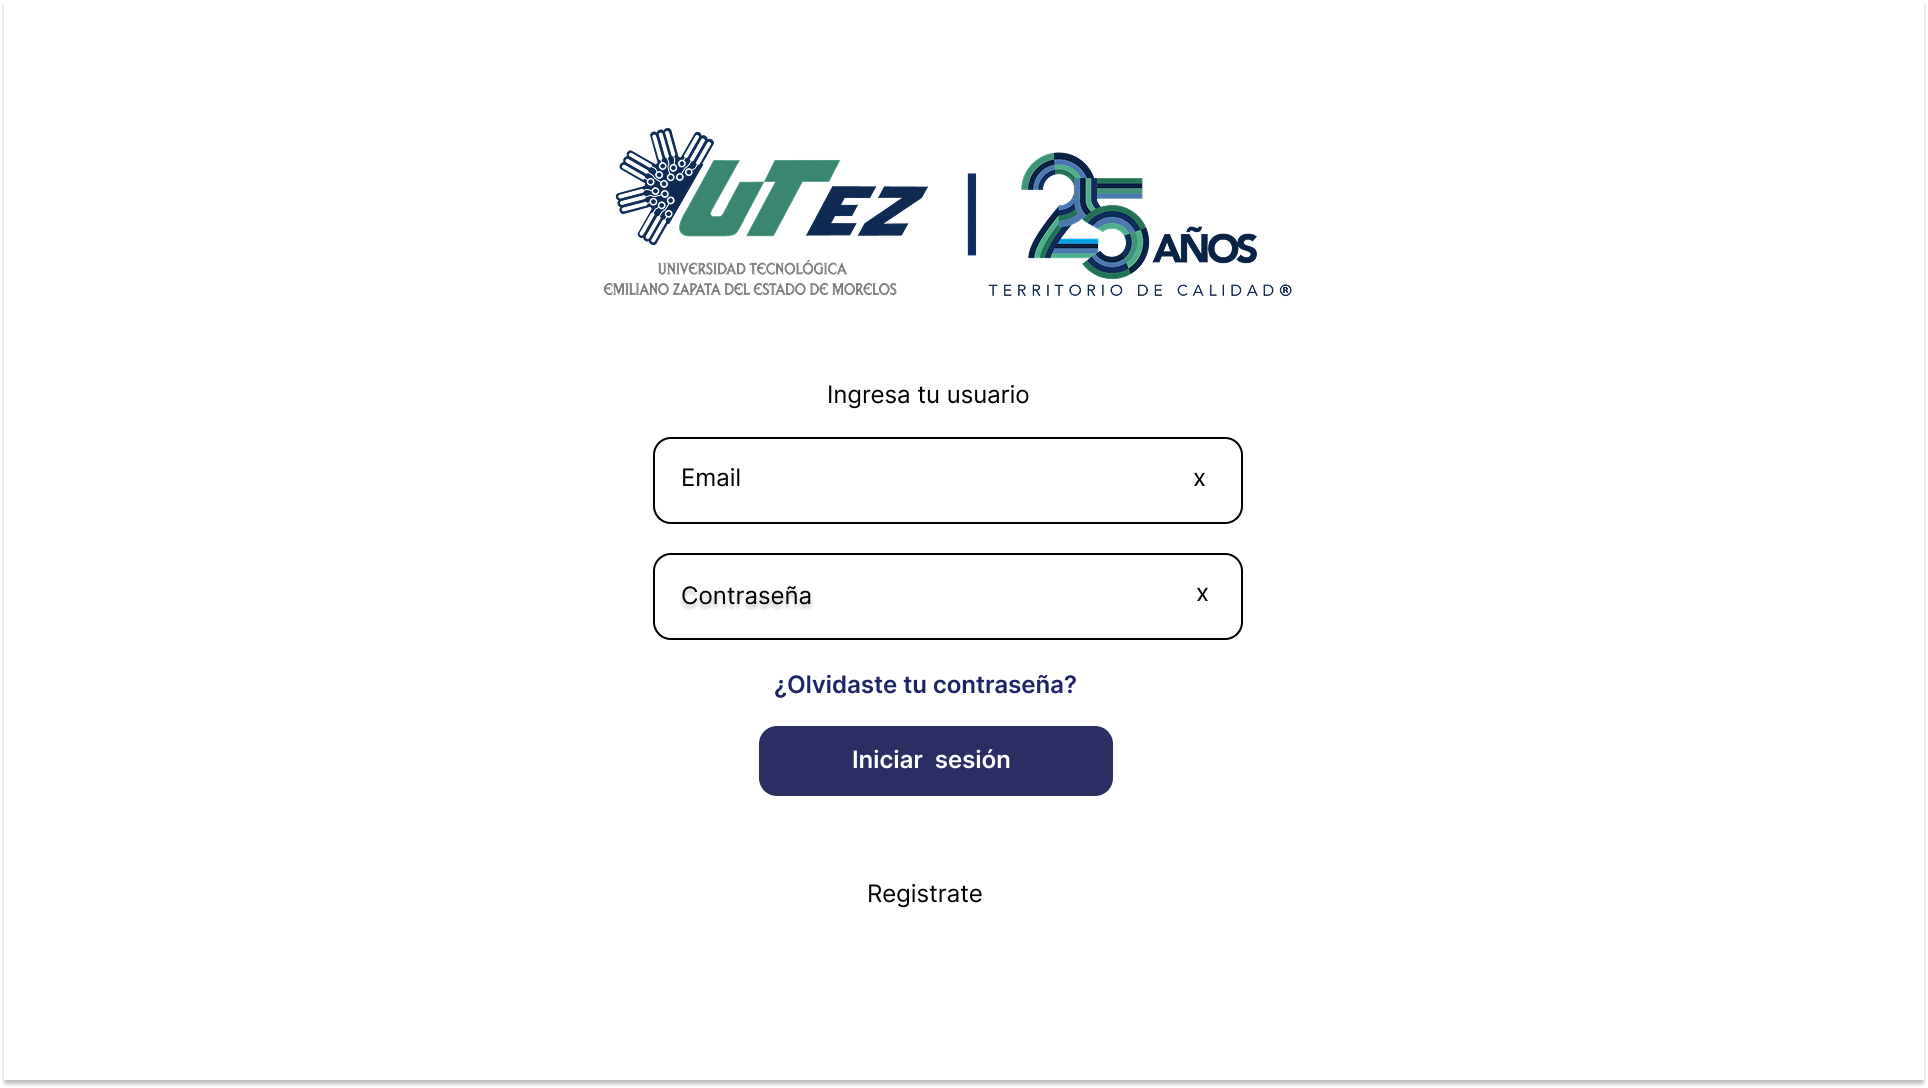 UTEZ
UNIVERSIDAD TECNOLÓGICA
EMILIANO ZAPATA DEL ESTADO DE MORELOS
25 AÑOS
TERRITORIO DE CALIDAD®
Ingresa tu usuario
Email x
Contraseña x
¿Olvidaste tu contraseña?
Iniciar sesión
Registrate